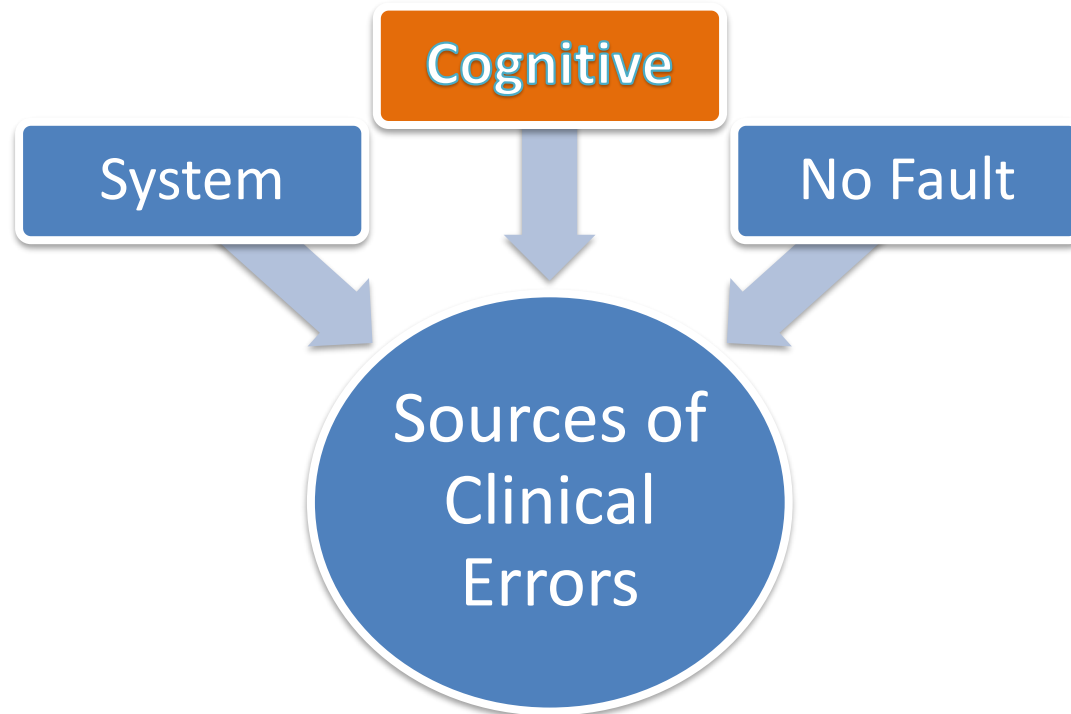 Cognitive
System
No Fault
Sources of
Clinical
Errors